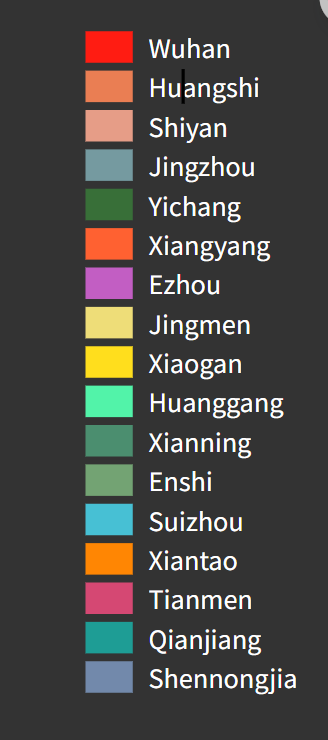 Wuhan
Huangshi
Shiyan
Jingzhou
Yichang
Xiangyang
Ezhou
Jingmen
Xiaogan
Huanggang
Xianning
Enshi
Suizhou
Xiantao
Tianmen
Qianjiang
Shennongjia